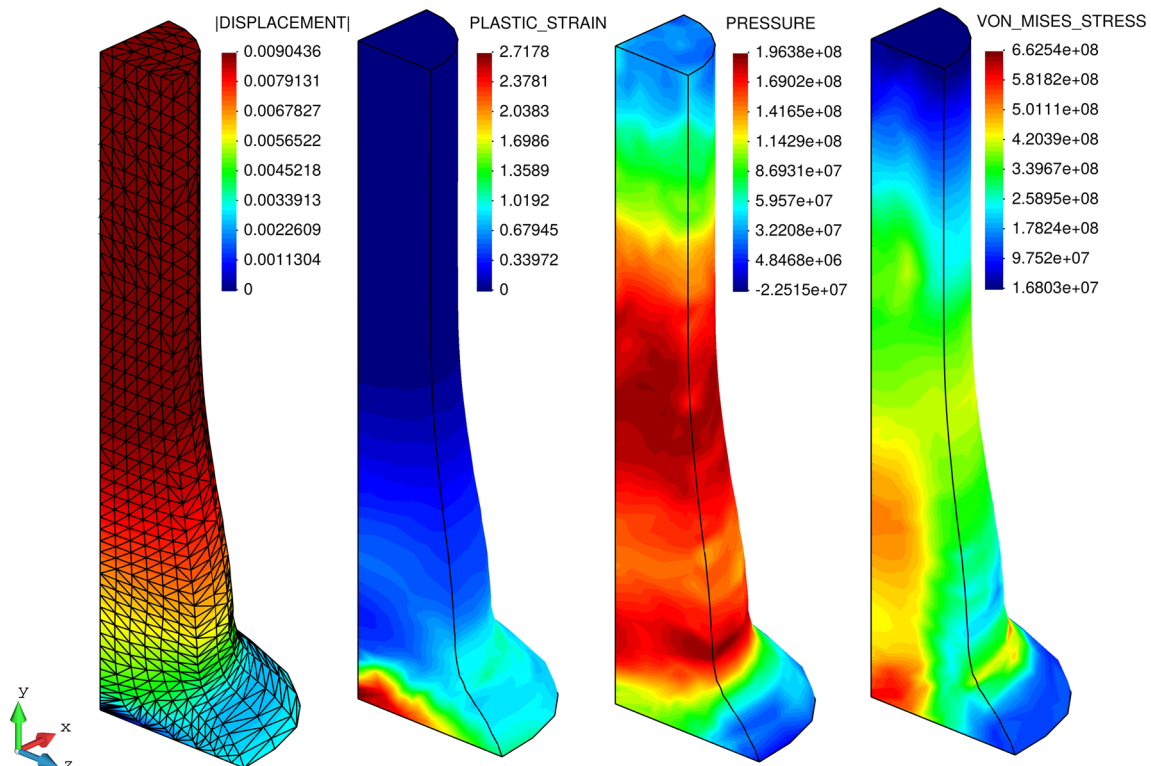 |DISPLACEMENT|
0.0090436
0.0079131
0.0067827
0.0056522
0.0045218
0.0033913
0.0022609
0.0011304
0
PLASTIC_STRAIN
2.7178
2.3781
2.0383
1.6986
1.3589
1.0192
0.67945
0.33972
0
PRESSURE
1.9638e+08
1.6902e+08
1.4165e+08
1.1429e+08
8.6931e+07
5.957e+07
3.2208e+07
4.8468e+06
-2.2515e+07
VON_MISES_STRESS
6.6254e+08
5.8182e+08
5.0111e+08
4.2039e+08
3.3967e+08
2.5895e+08
1.7824e+08
9.752e+07
1.6803e+07
y
x
z